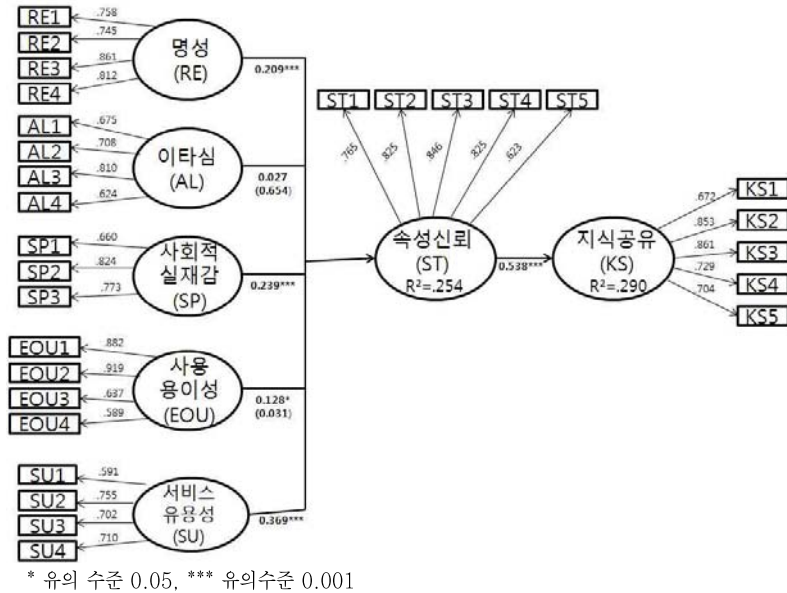 RE1 .758
RE2 .745
RE3 .861
RE4 .812
명성
(RE)
0.209***
AL1 .675
AL2 .708
AL3 .810
AL4 .624
이타심
(AL)
0.027
(0.654)
SP1 .660
SP2 .824
SP3 .773
사회적
실재감
(SP)
0.239***
EOU1 .882
EOU2 .919
EOU3 .637
EOU4 .589
사용
용이성
(EOU)
0.128*
(0.031)
SU1 .591
SU2 .755
SU3 .702
SU4 .710
서비스
유용성
(SU)
0.369***
ST1 ST2 ST3 ST4 ST5
.765 .825 .846 .825 .623
속성신뢰
(ST)
R²=.254
0.538***
지식공유
(KS)
R²=.290
.672 KS1
.853 KS2
.861 KS3
.729 KS4
.704 KS5
* 유의 수준 0.05, *** 유의수준 0.001